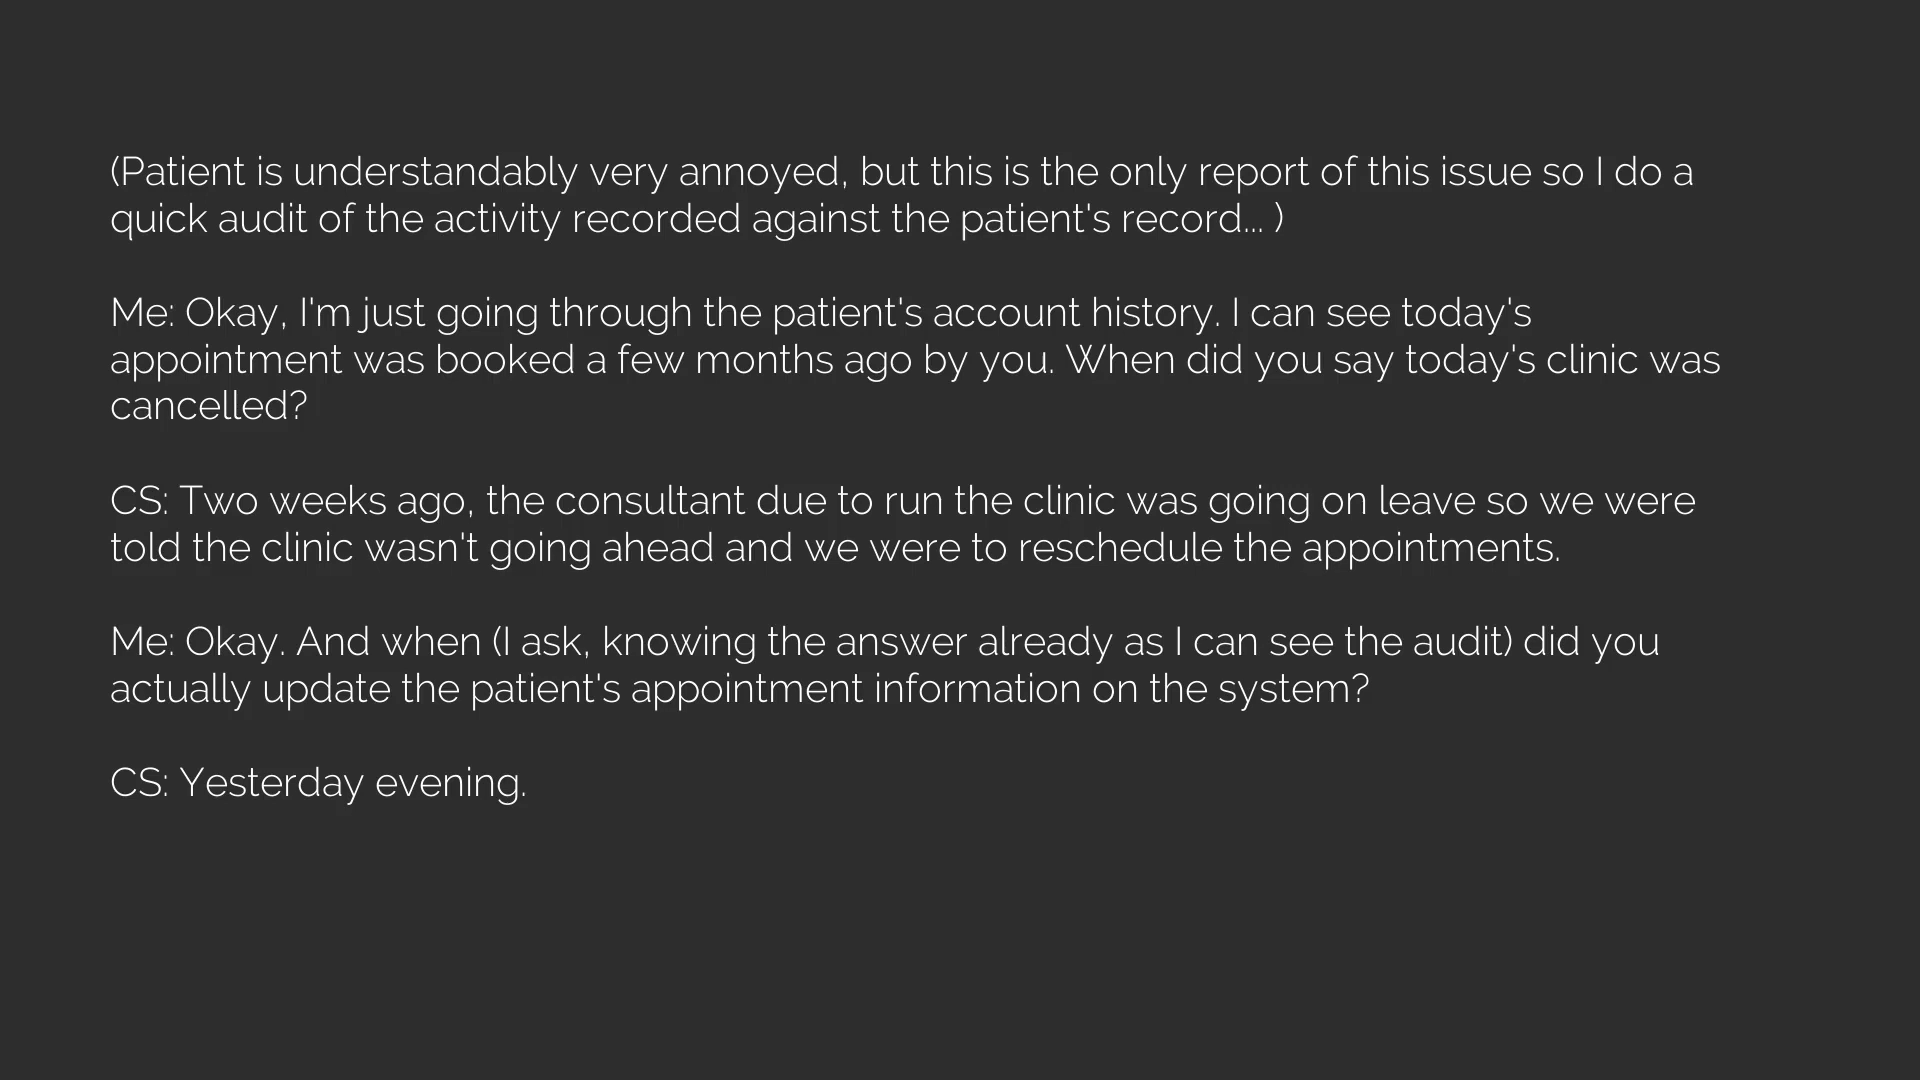 (Patient is understandably very annoyed, but this is the only report of this issue so I do a
quick audit of the activity recorded against the patient's record... )
Me: Okay, I'm just going through the patient's account history. I can see today's
appointment was booked a few months ago by you. When did you say today's clinic was
cancelled?
CS: Two weeks ago, the consultant due to run the clinic was going on leave so we were
told the clinic wasn't going ahead and we were to reschedule the appointments.
Me: Okay. And when (I ask, knowing the answer already as I can see the audit) did you
actually update the patient's appointment information on the system?
CS: Yesterday evening.